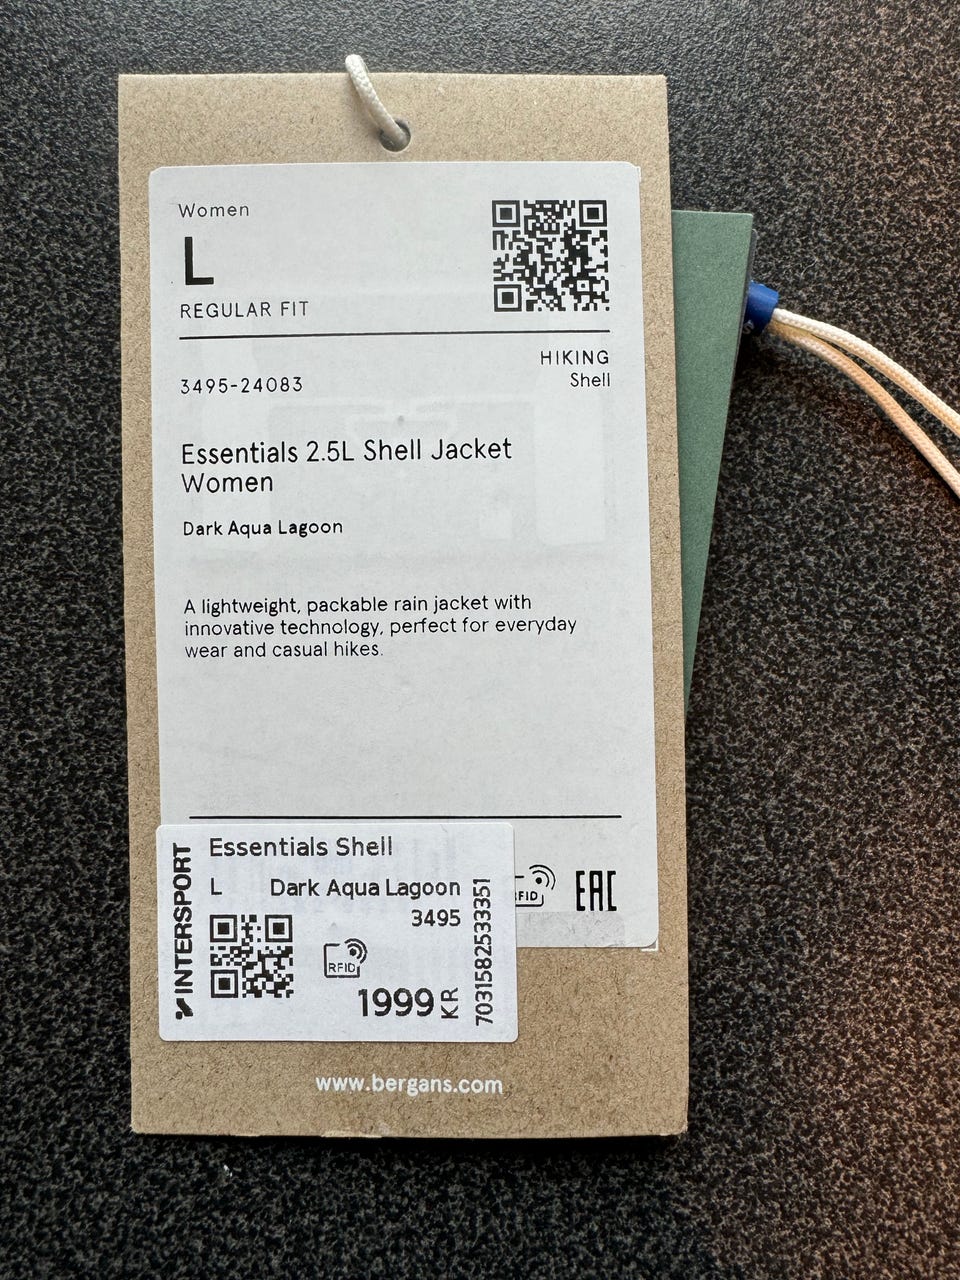 Women
L
REGULAR FIT
HIKING
Shell
3495-24083
Essentials 2.5L Shell Jacket
Women
Dark Aqua Lagoon
A lightweight, packable rain jacket with
innovative technology, perfect for everyday
wear and casual hikes.
RFID
EAC
INTERSPORT
Essentials Shell
L Dark Aqua Lagoon
3495
RFID
1999 KR
7031582533351
www.bergans.com